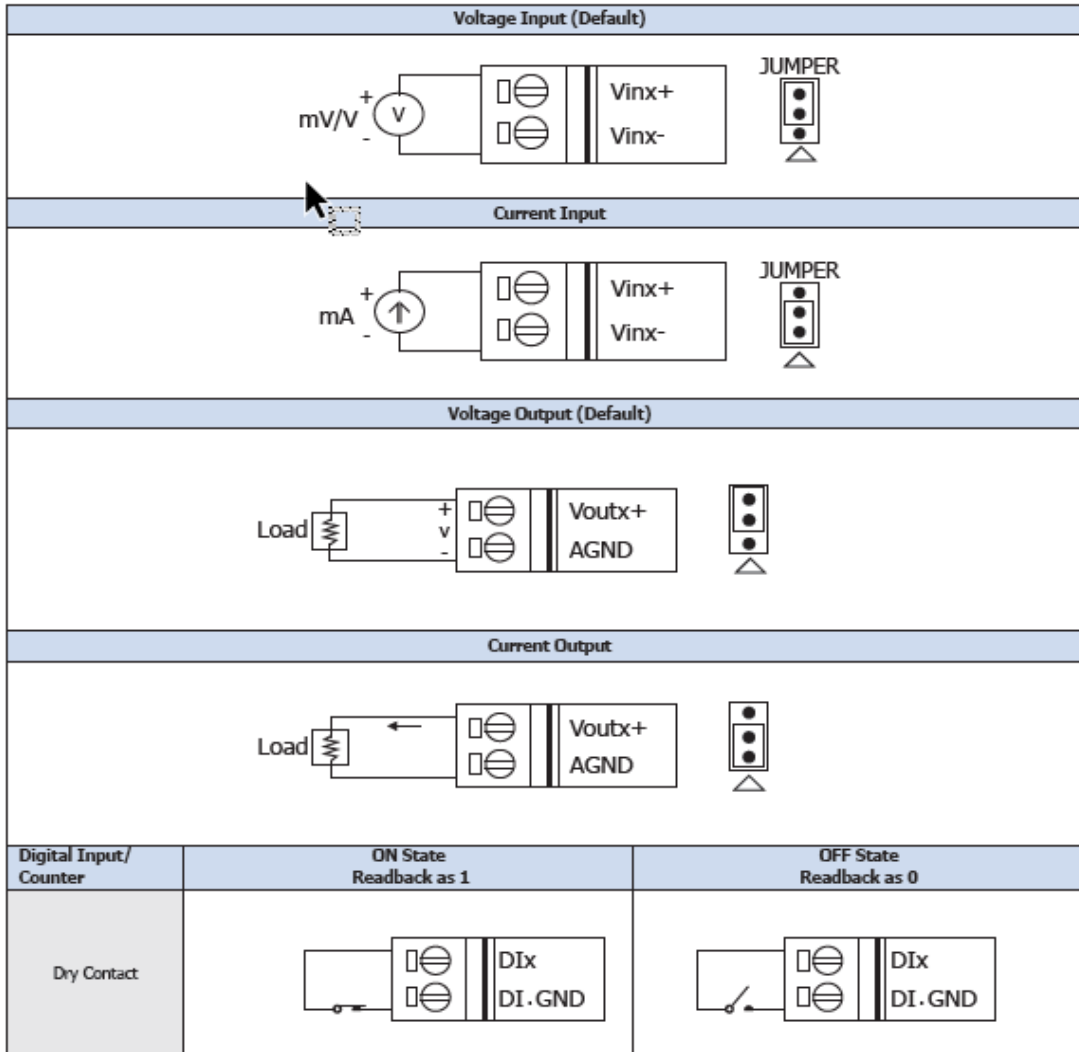 Voltage Input (Default)
JUMPER
mV/V
+
-
V
Vinx+
Vinx-
Current Input
JUMPER
mA
+
-
Vinx+
Vinx-
Voltage Output (Default)
Load
+
v
-
Voutx+
AGND
Current Output
Load
Voutx+
AGND
Digital Input/
Counter
ON State
Readback as 1
OFF State
Readback as 0
Dry Contact
DIx
DI.GND
DIx
DI.GND